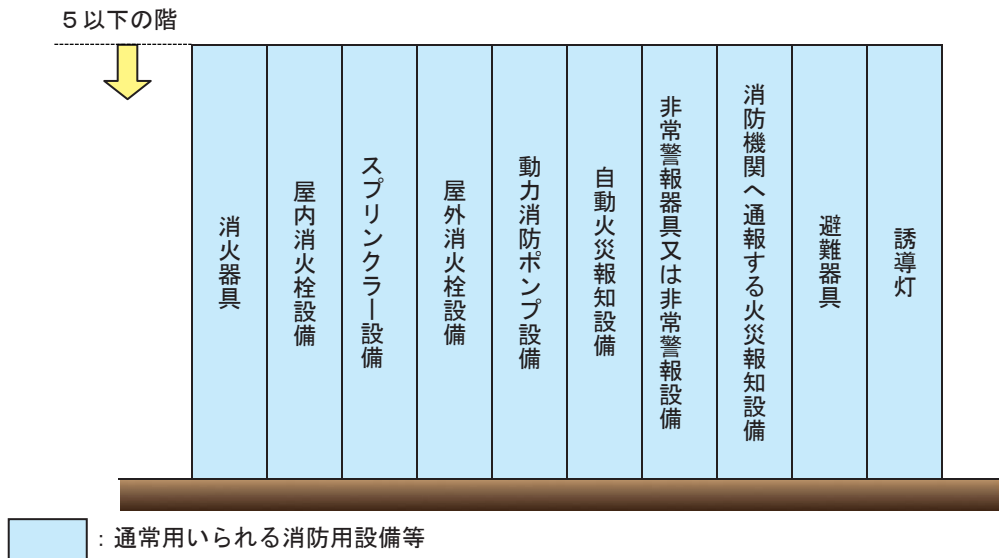 ５以下の階
消火器具
屋内消火栓設備
スプリンクラー設備
屋外消火栓設備
動力消防ポンプ設備
自動火災報知設備
非常警報器具又は非常警報設備
消防機関へ通報する火災報知設備
避難器具
誘導灯
：通常用いられる消防用設備等